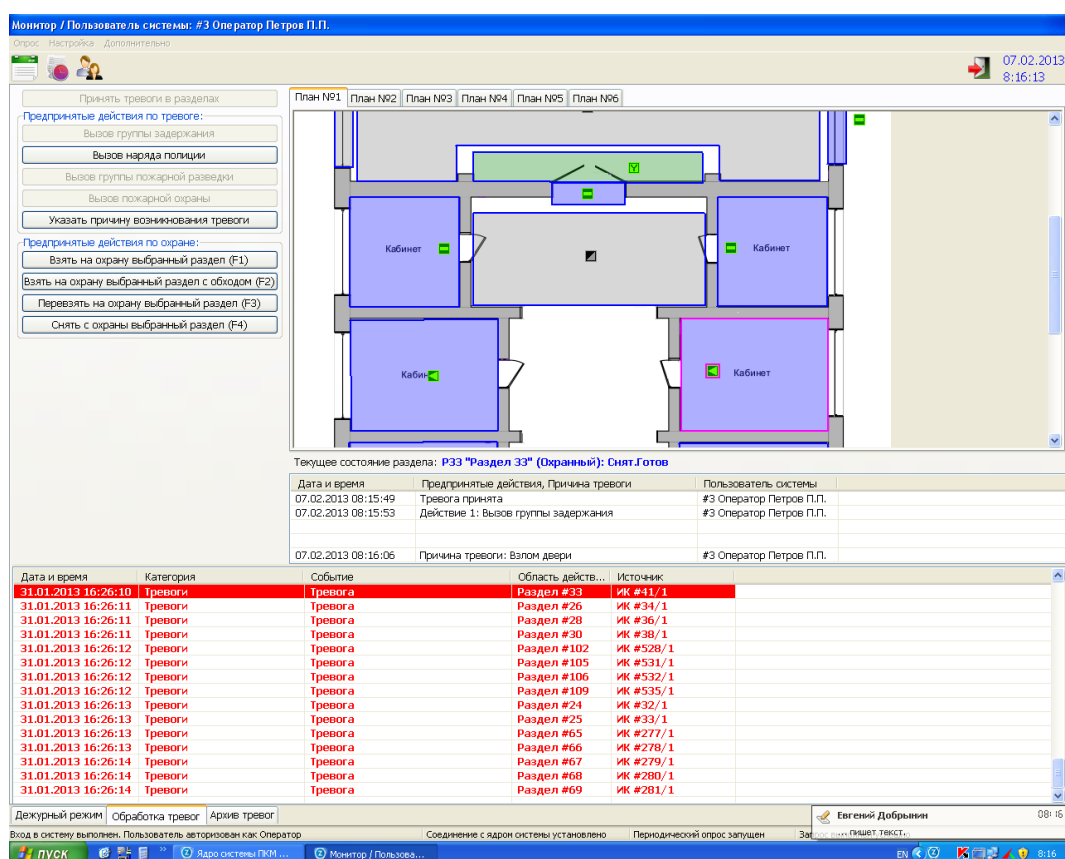 Монитор / Пользователь системы: #3 Оператор Петров П.П.
Опрос Настройка Дополнительно
07.02.2013
8:16:13
Принять тревоги в разделах
Предпринятые действия по тревоге:
Вызов группы задержания
Вызов наряда полиции
Вызов группы пожарной разведки
Вызов пожарной охраны
Указать причину возникнования тревоги
Предпринятые действия по охране:
Взять на охрану выбранный раздел (F1)
Взять на охрану выбранный раздел с обходом (F2)
Перевзять на охрану выбранный раздел (F3)
Снять с охраны выбранный раздел (F4)
План №1 План №2 План №3 План №4 План №5 План №6
Y
Кабинет Кабинет
Кабин Кабинет
Текущее состояние раздела: Р33 "Раздел 33" (Охранный): Снят.Готов
Дата и время Предпринятые действия, Причина тревоги Пользователь системы
07.02.2013 08:15:49 Тревога принята #3 Оператор Петров П.П.
07.02.2013 08:15:53 Действие 1: Вызов группы задержания #3 Оператор Петров П.П.
07.02.2013 08:16:06 Причина тревоги: Взлом двери #3 Оператор Петров П.П.
Дата и время Категория Событие Область действ... Источник
31.01.2013 16:26:10 Тревоги Тревога Раздел #33 ИК #41/1
31.01.2013 16:26:11 Тревоги Тревога Раздел #26 ИК #34/1
31.01.2013 16:26:11 Тревоги Тревога Раздел #28 ИК #36/1
31.01.2013 16:26:11 Тревоги Тревога Раздел #30 ИК #38/1
31.01.2013 16:26:12 Тревоги Тревога Раздел #102 ИК #528/1
31.01.2013 16:26:12 Тревоги Тревога Раздел #105 ИК #531/1
31.01.2013 16:26:12 Тревоги Тревога Раздел #106 ИК #532/1
31.01.2013 16:26:12 Тревоги Тревога Раздел #109 ИК #535/1
31.01.2013 16:26:13 Тревоги Тревога Раздел #24 ИК #32/1
31.01.2013 16:26:13 Тревоги Тревога Раздел #25 ИК #33/1
31.01.2013 16:26:13 Тревоги Тревога Раздел #65 ИК #277/1
31.01.2013 16:26:13 Тревоги Тревога Раздел #66 ИК #278/1
31.01.2013 16:26:14 Тревоги Тревога Раздел #67 ИК #279/1
31.01.2013 16:26:14 Тревоги Тревога Раздел #68 ИК #280/1
31.01.2013 16:26:14 Тревоги Тревога Раздел #69 ИК #281/1
Дежурный режим Обработка тревог Архив тревог
Евгений Добрынин 08:16
пишет текст.
Вход в систему выполнен. Пользователь авторизован как Оператор Соединение с ядром системы установлено Периодический опрос запущен
пуск Ядро системы ПКМ ... Монитор / Пользова... EN 8:16